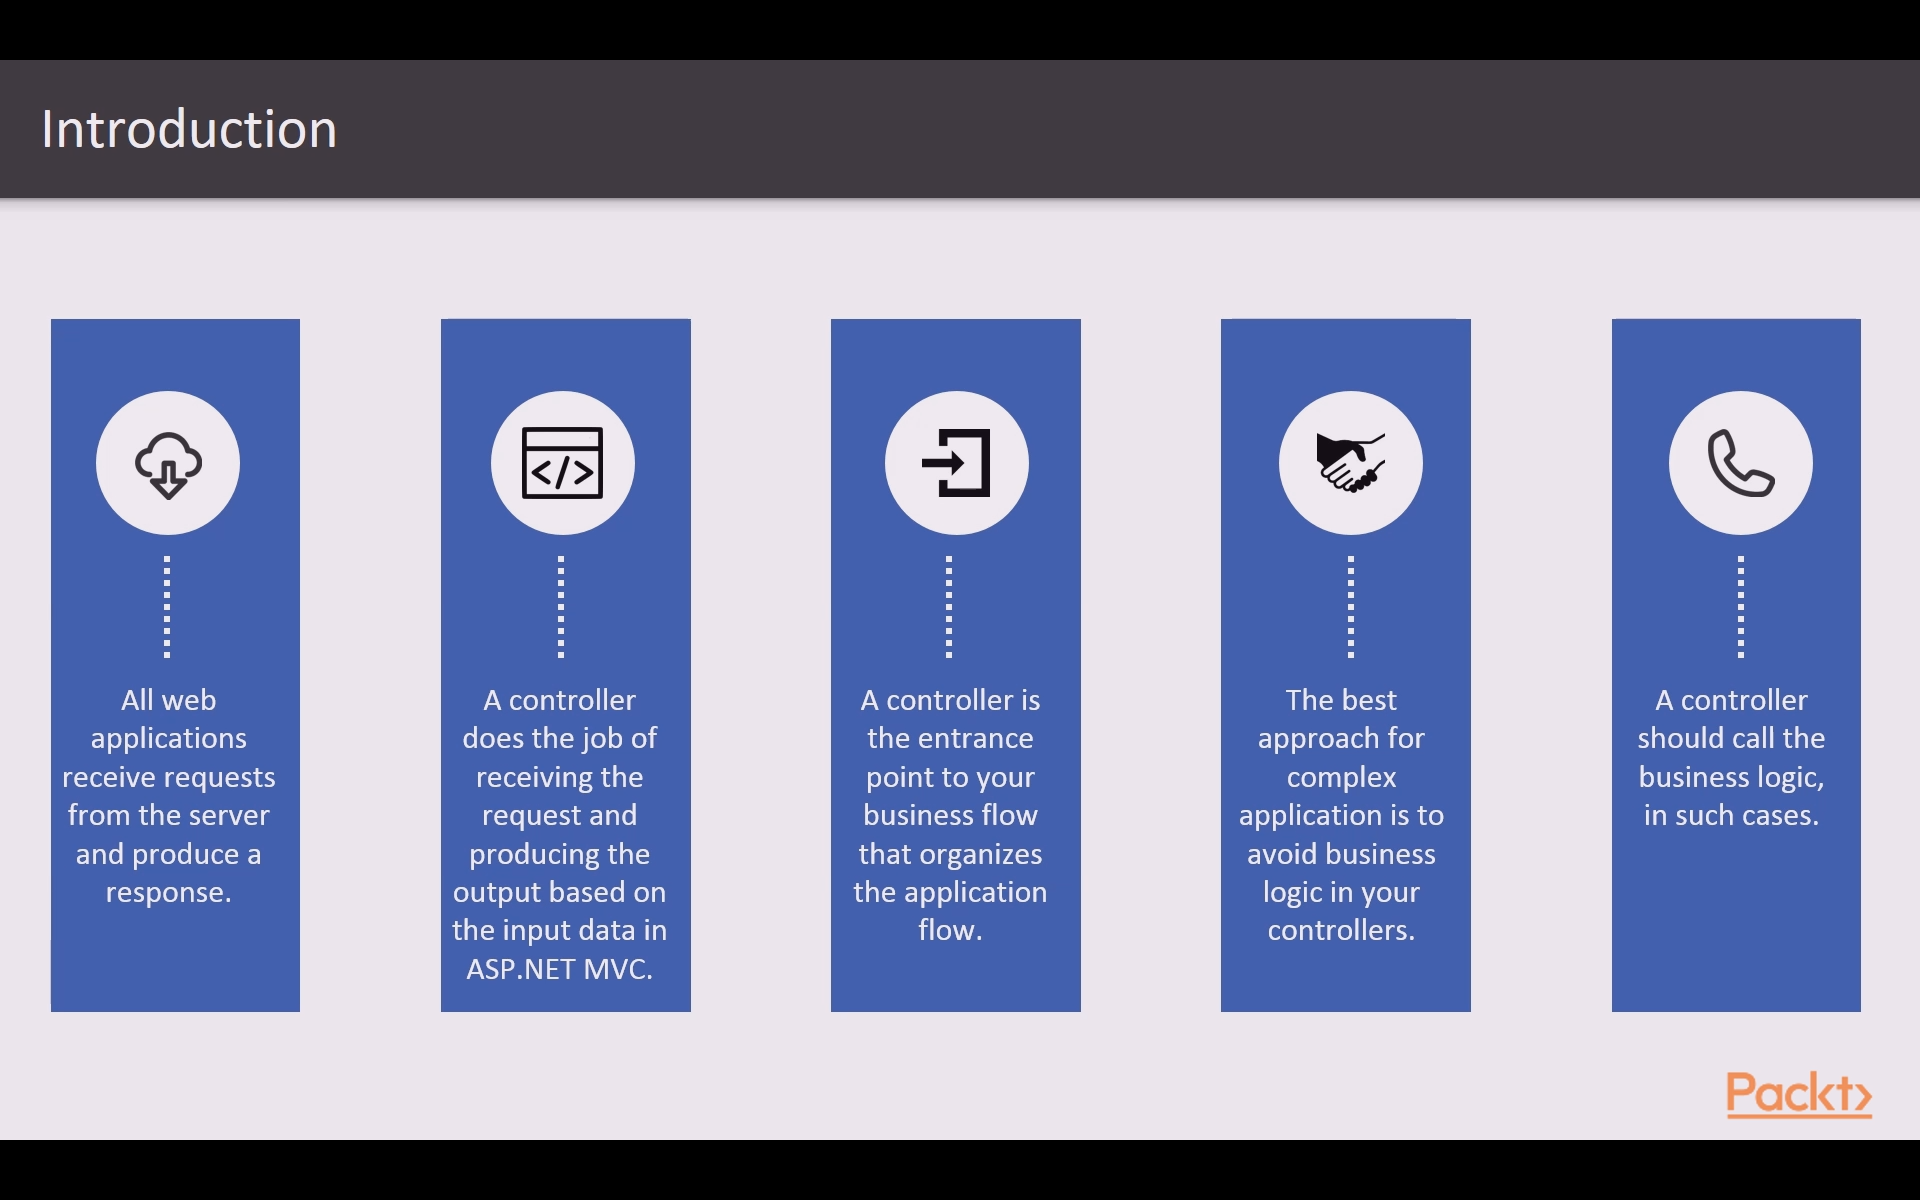 Introduction
All web
applications
receive requests
from the server
and produce a
response.
A controller
does the job of
receiving the
request and
producing the
output based on
the input data in
ASP.NET MVC.
A controller is
the entrance
point to your
business flow
that organizes
the application
flow.
The best
approach for
complex
application is to
avoid business
logic in your
controllers.
A controller
should call the
business logic,
in such cases.
</>
Packt>